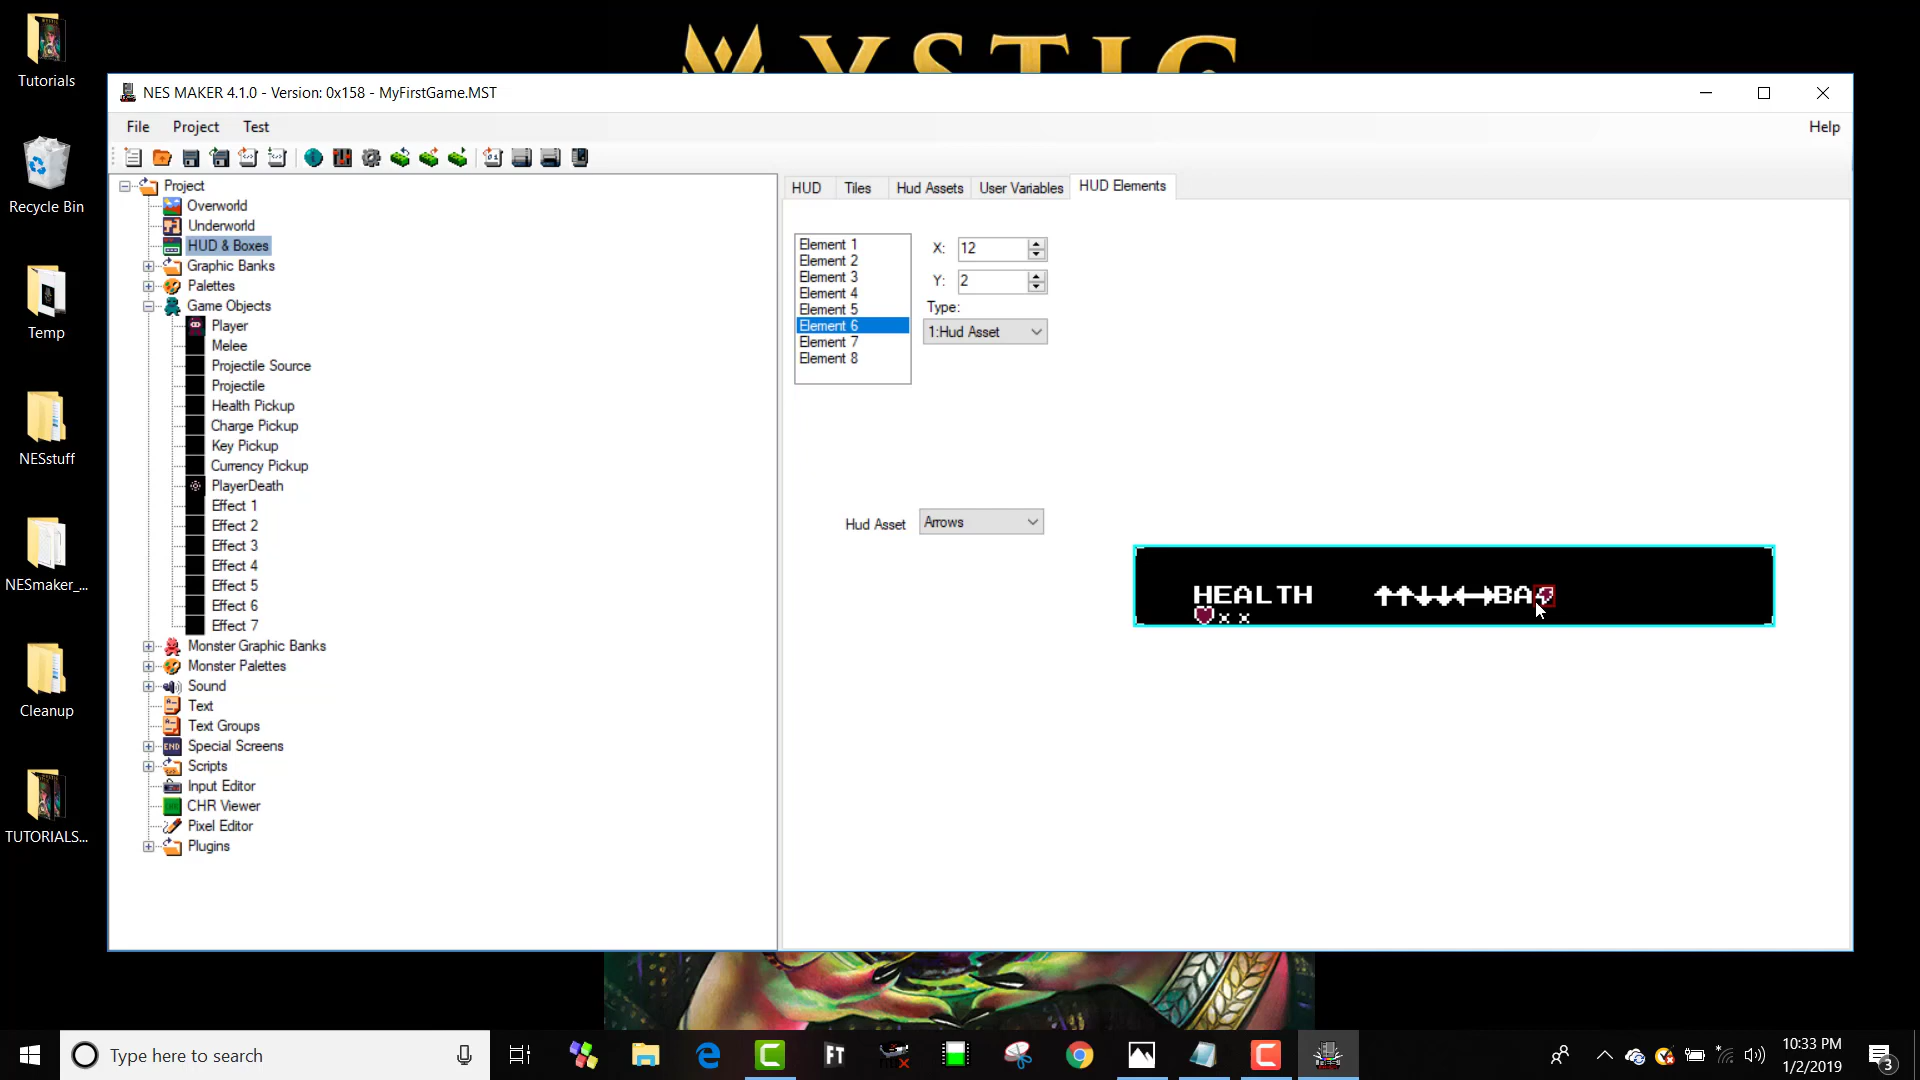 MYSTIC
Tutorials
Recycle Bin
Temp
NESstuff
NESmaker_...
Cleanup
TUTORIALS...
NES MAKER 4.1.0 - Version: 0x158 - MyFirstGame.MST
File Project Test Help
Project
Overworld
Underworld
HUD & Boxes
Graphic Banks
Palettes
Game Objects
Player
Melee
Projectile Source
Projectile
Health Pickup
Charge Pickup
Key Pickup
Currency Pickup
PlayerDeath
Effect 1
Effect 2
Effect 3
Effect 4
Effect 5
Effect 6
Effect 7
Monster Graphic Banks
Monster Palettes
Sound
Text
Text Groups
Special Screens
Scripts
Input Editor
CHR Viewer
Pixel Editor
Plugins
HUD Tiles Hud Assets User Variables HUD Elements
Element 1
Element 2
Element 3
Element 4
Element 5
Element 6
Element 7
Element 8
X: 12
Y: 2
Type:
1:Hud Asset
Hud Asset Arrows
HEALTH ↑↑↓↓←→BA
x x
Type here to search
FT
10:33 PM
1/2/2019
3